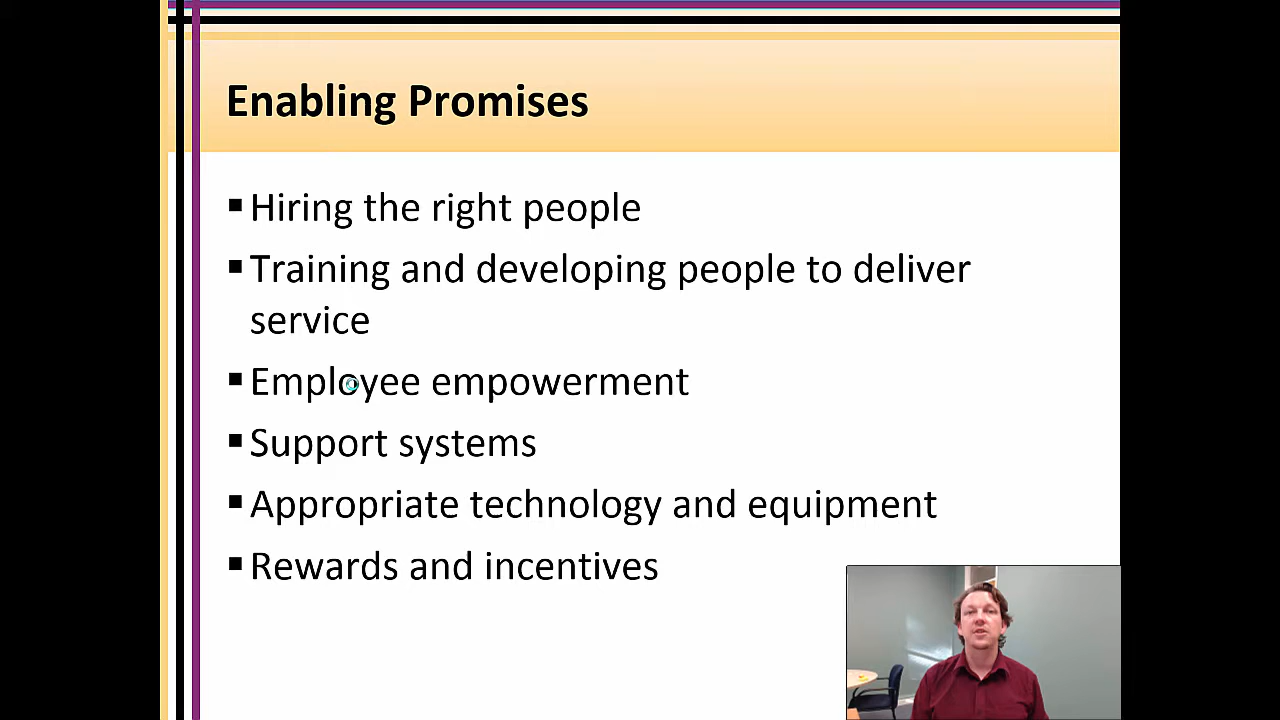 Enabling Promises
▪ Hiring the right people
▪ Training and developing people to deliver
service
▪ Employee empowerment
▪ Support systems
▪ Appropriate technology and equipment
▪ Rewards and incentives